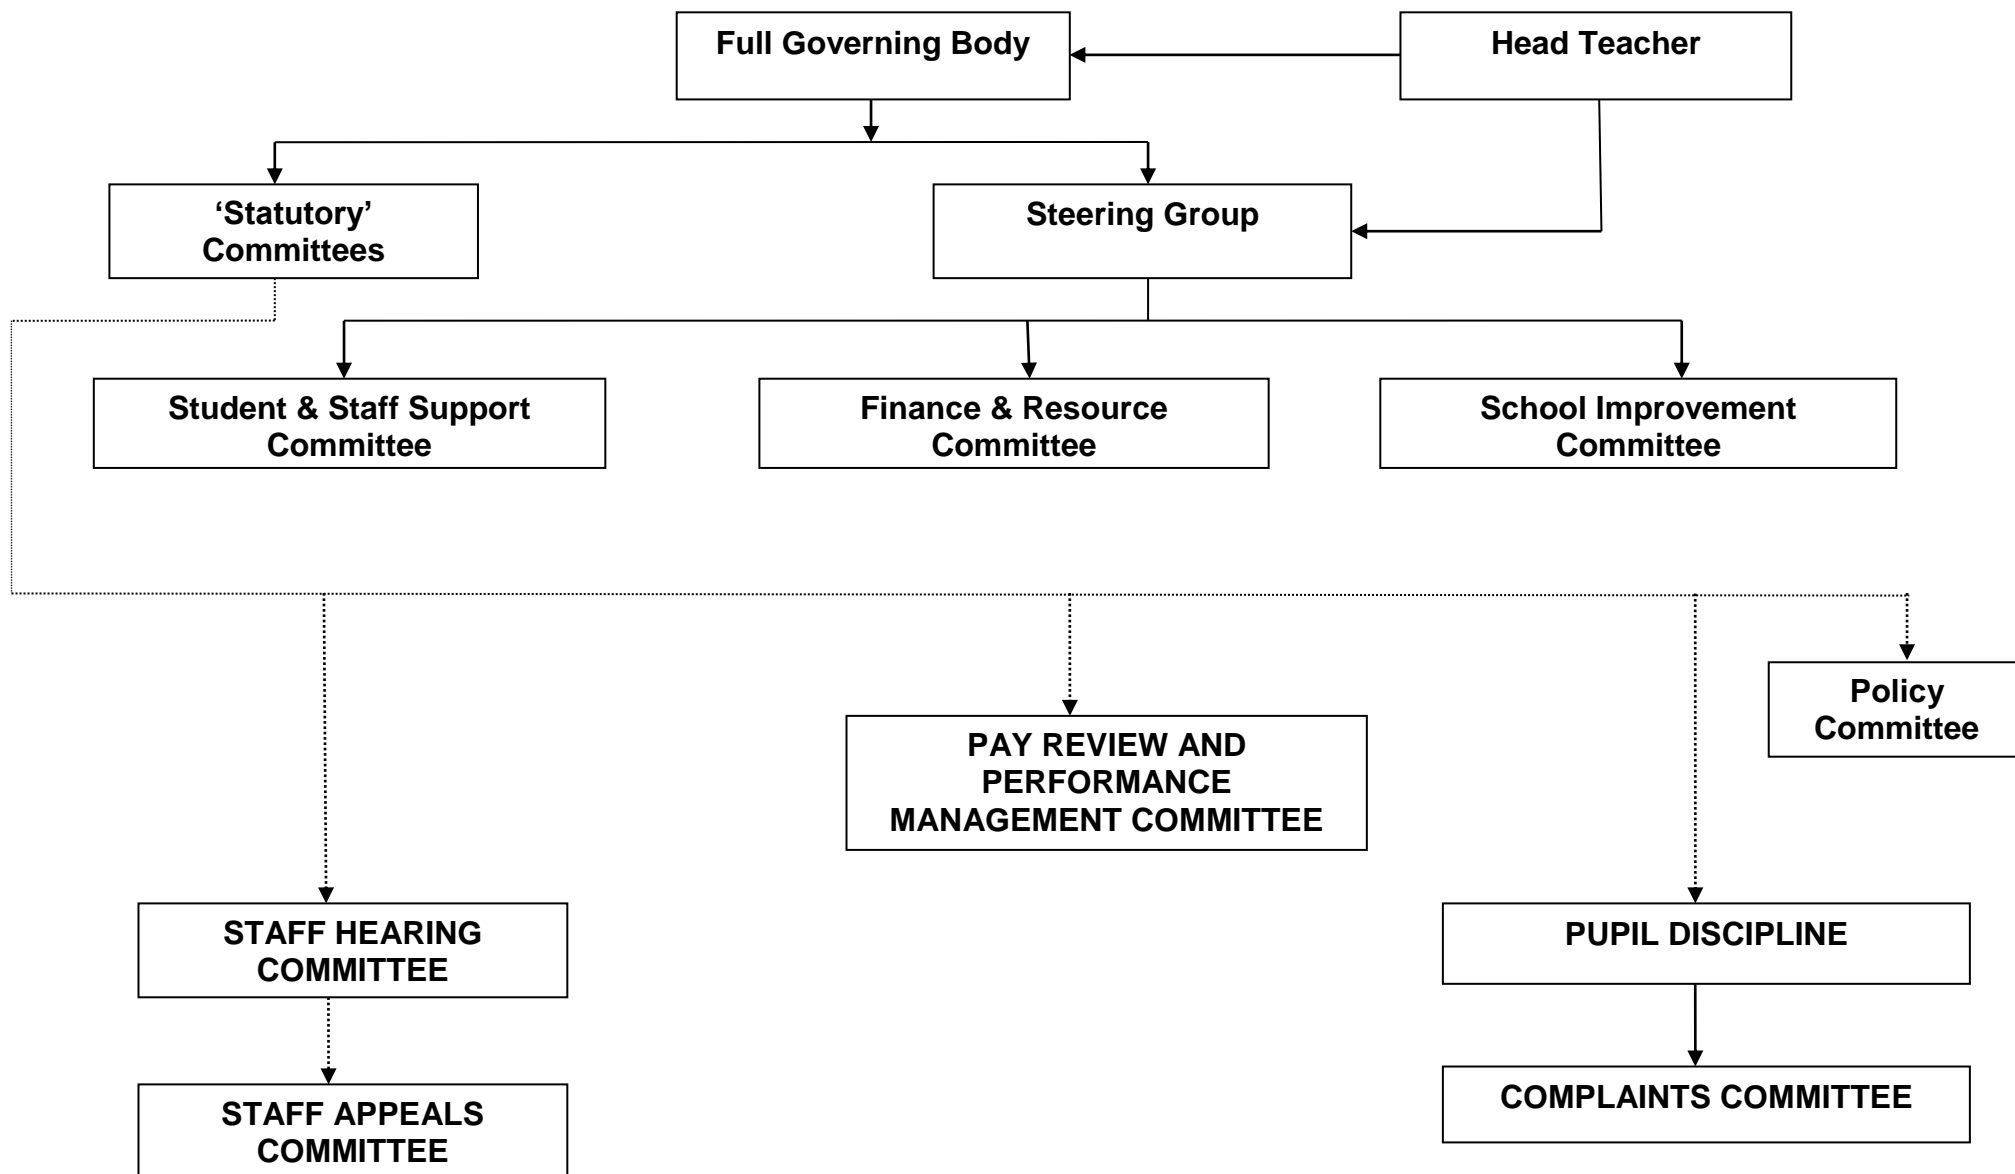 Full Governing Body
Head Teacher
‘Statutory’
Committees
Steering Group
Student & Staff Support
Committee
Finance & Resource
Committee
School Improvement
Committee
Policy
Committee
PAY REVIEW AND
PERFORMANCE
MANAGEMENT COMMITTEE
STAFF HEARING
COMMITTEE
PUPIL DISCIPLINE
STAFF APPEALS
COMMITTEE
COMPLAINTS COMMITTEE